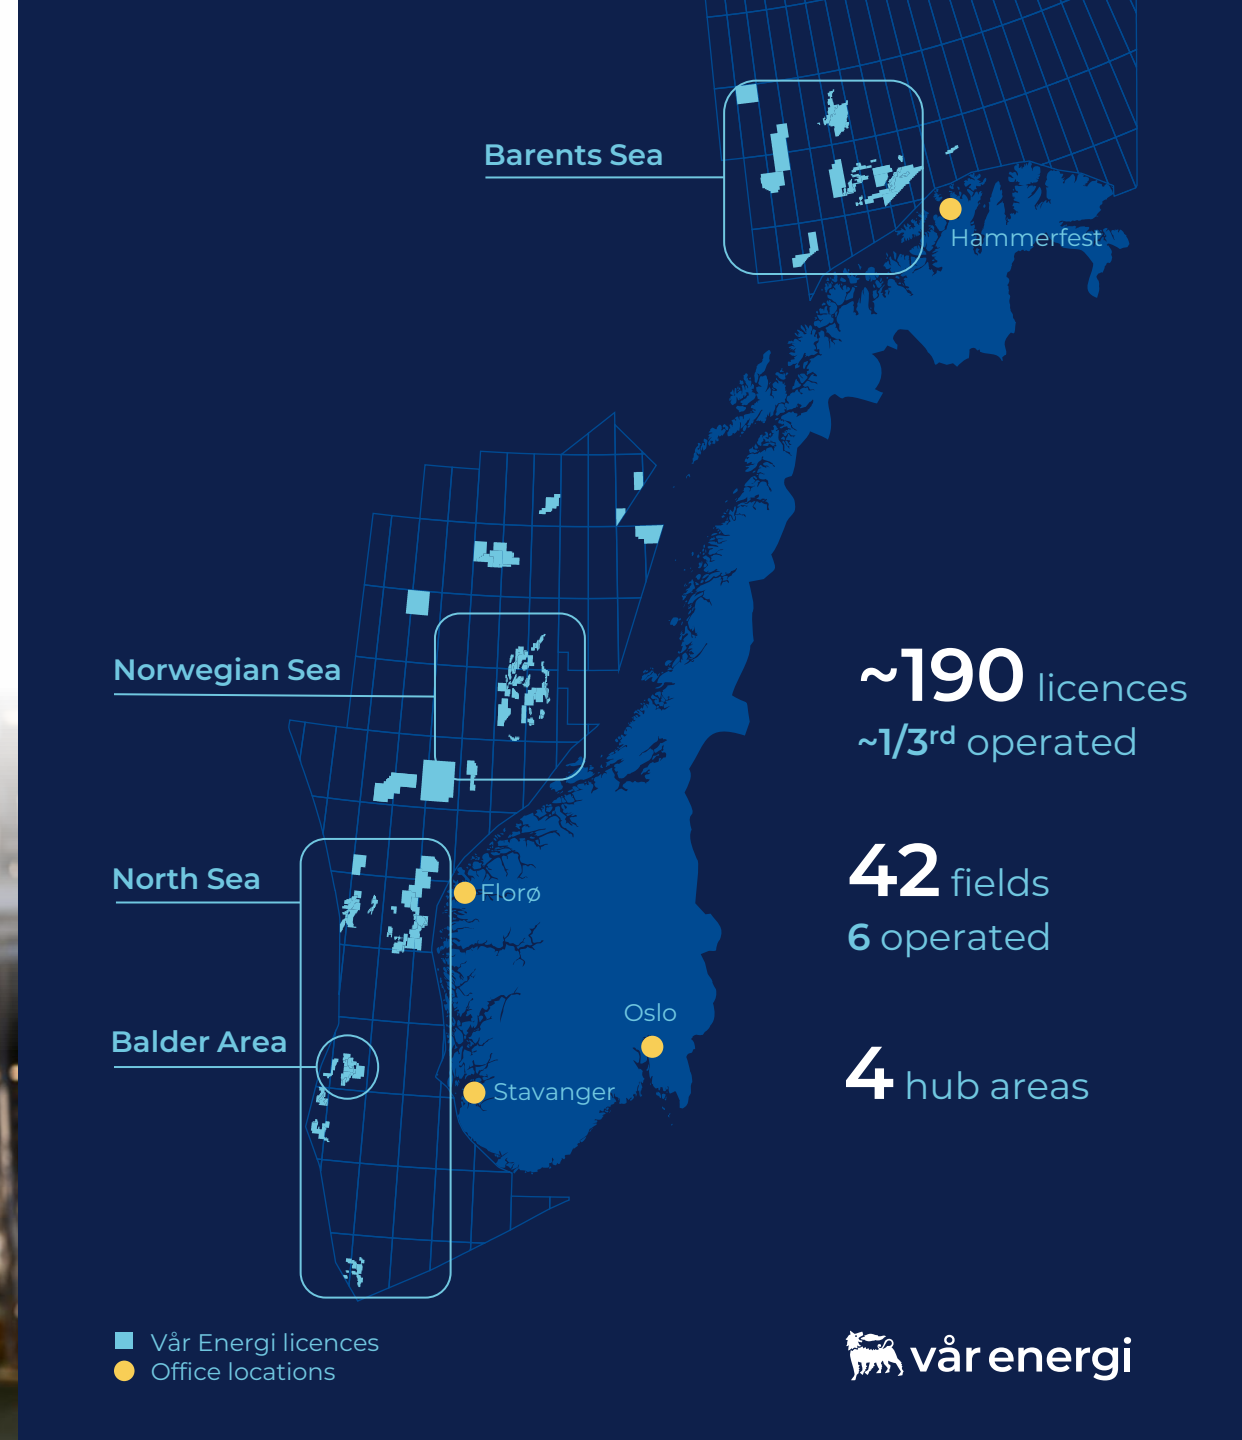 Barents Sea
Hammerfest
Norwegian Sea
~190 licences
~1/3rd operated
North Sea
Florø
42 fields
6 operated
Oslo
Balder Area
Stavanger
4 hub areas
Vår Energi licences
Office locations
vår energi